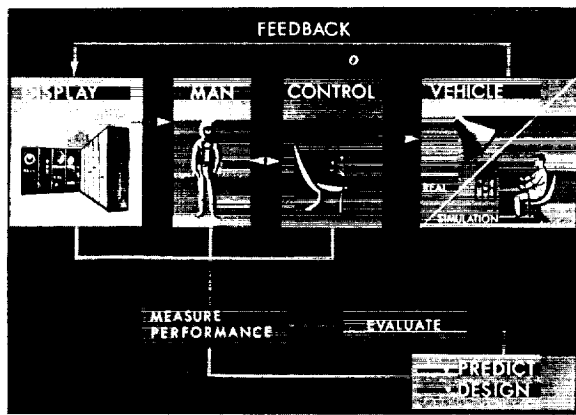 FEEDBACK
DISPLAY
MAN
CONTROL
VEHICLE
REAL
SIMULATION
MEASURE
PERFORMANCE
EVALUATE
PREDICT
DESIGN